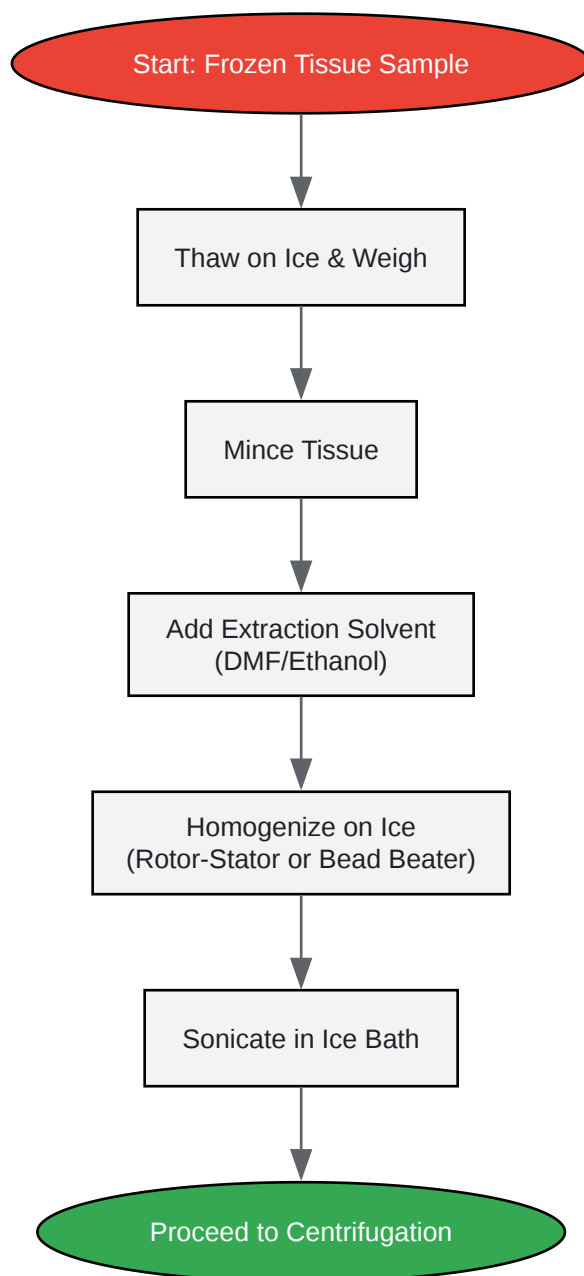 Start: Frozen Tissue Sample
Thaw on Ice & Weigh
Mince Tissue
Add Extraction Solvent
(DMF/Ethanol)
Homogenize on Ice
(Rotor-Stator or Bead Beater)
Sonicate in Ice Bath
Proceed to Centrifugation